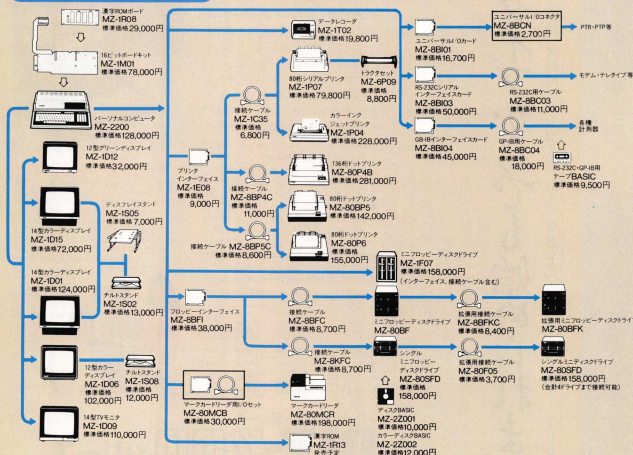 漢字ROMボード
MZ-1R08
標準価格29,000円
16ビットボードキット
MZ-1M01
標準価格78,000円
パーソナルコンピュータ
MZ-2200
標準価格128,000円
12型グリーンディスプレイ
MZ-1D12
標準価格32,000円
ディスプレイスタンド
MZ-1S05
標準価格7,000円
14型カラーディスプレイ
MZ-1D15
標準価格72,000円
14型カラーディスプレイ
MZ-1D01
標準価格124,000円
チルトスタンド
MZ-1S02
標準価格13,000円
12型カラー
ディスプレイ
MZ-1D06
標準価格
102,000円
チルトスタンド
MZ-1S08
標準価格
12,000円
14型TVモニタ
MZ-1D09
標準価格110,000円
データレコーダ
MZ-1T02
標準価格19,800円
80桁シリアルプリンタ
MZ-1P07
標準価格79,800円
トラクタセット
MZ-6P09
標準価格
8,800円
接続ケーブル
MZ-1C35
標準価格
6,800円
カラーインク
ジェットプリンタ
MZ-1P04
標準価格228,000円
プリンタ
インターフェイス
MZ-1E08
標準価格
9,000円
接続ケーブル
MZ-8BP4C
標準価格
11,000円
136桁ドットプリンタ
MZ-80P4B
標準価格281,000円
80桁ドットプリンタ
MZ-80BP5
標準価格142,000円
接続ケーブル MZ-8BP5C
標準価格8,600円
80桁ドットプリンタ
MZ-80P6
標準価格
155,000円
ミニフロッピーディスクドライブ
MZ-1F07
標準価格158,000円
(インターフェイス、接続ケーブル含む)
フロッピーインターフェイス
MZ-8BFI
標準価格38,000円
接続ケーブル
MZ-8BFC
標準価格8,700円
ミニフロッピーディスクドライブ
MZ-80BF
拡張用接続ケーブル
MZ-8BFKC
標準価格8,400円
拡張用ミニフロッピーディスクドライブ
MZ-80BFK
接続ケーブル
MZ-8KFC
標準価格8,700円
シングル
ミニフロッピー
ディスクドライブ
MZ-80SFD
標準価格
158,000円
拡張用接続ケーブル
MZ-80F05
標準価格3,700円
シングルミニディスクドライブ
MZ-80SFD
標準価格158,000円
(合計4ドライブまで接続可能)
マークカードリーダ用I/Oセット
MZ-80MCB
標準価格30,000円
マークカードリーダ
MZ-80MCR
標準価格198,000円
ディスクBASIC
MZ-2Z001
標準価格10,000円
カラーディスクBASIC
MZ-2Z002
標準価格12,000円
漢字ROM
MZ-1R13
発売予定
ユニバーサルI/Oカード
MZ-8BI01
標準価格16,700円
ユニバーサルI/Oコネクタ
MZ-8BCN
標準価格2,700円
PTR・PTP等
RS-232Cシリアル
インターフェイスカード
MZ-8BI03
標準価格50,000円
RS-232C用ケーブル
MZ-8BC03
標準価格11,000円
モデム・テレタイプ等
GB-IBインターフェイスカード
MZ-8BI04
標準価格45,000円
GP-IB用ケーブル
MZ-8BC04
標準価格
18,000円
各種
計測器
RS-232C・GP-IB用
テープBASIC
標準価格9,500円